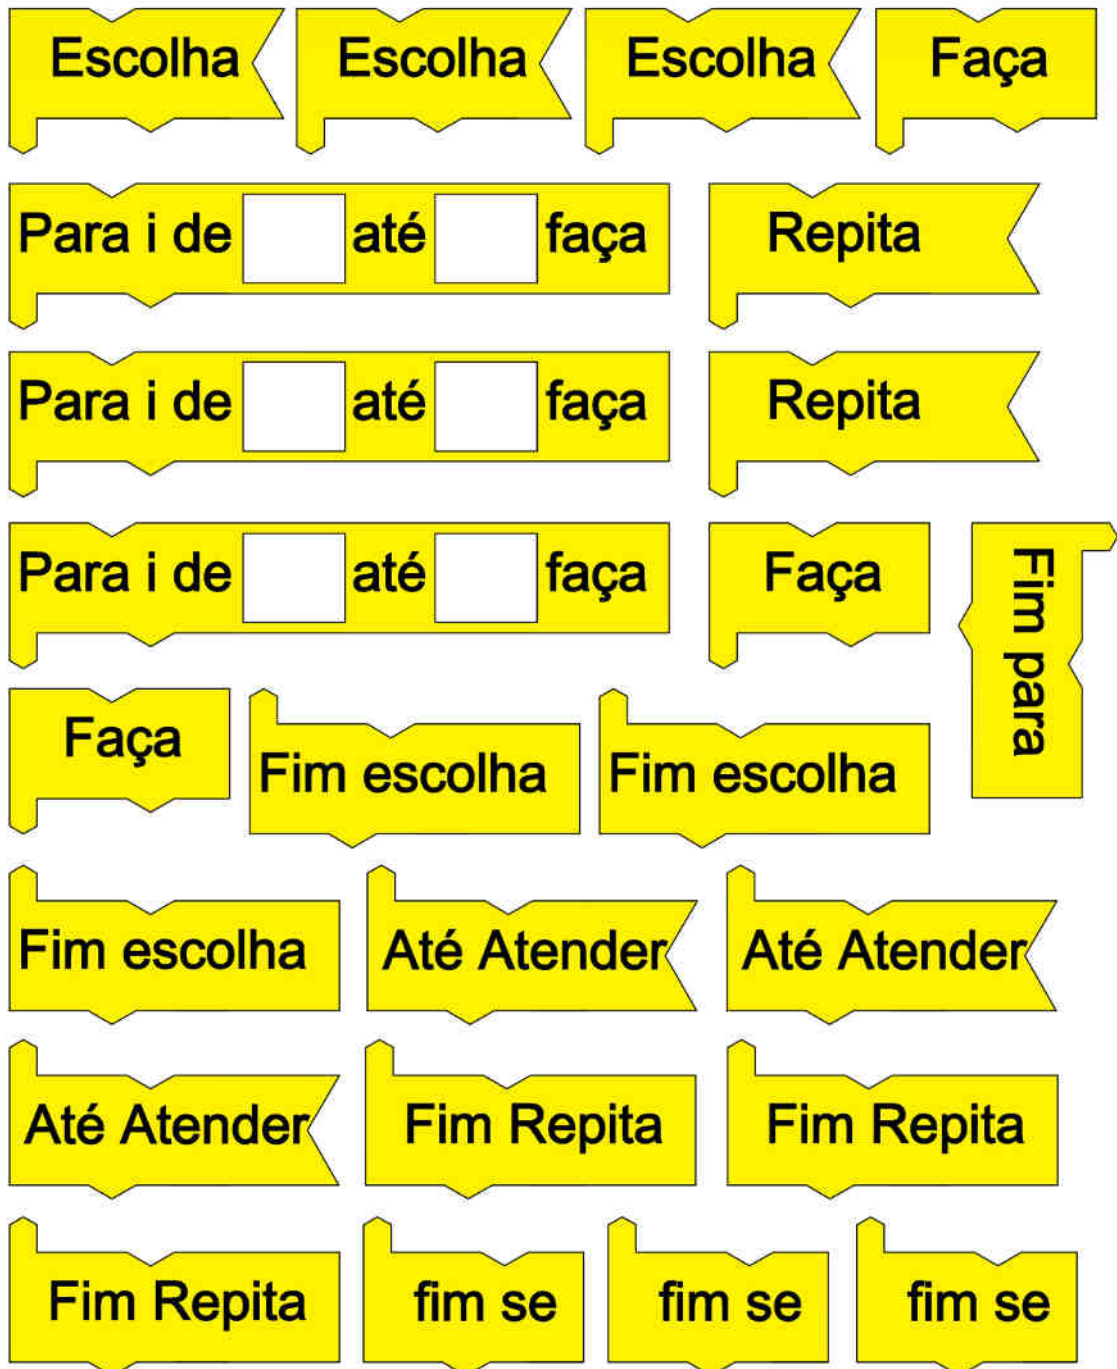 Escolha Escolha Escolha Faça
Para i de até faça Repita
Para i de até faça Repita
Para i de até faça Faça
Fim para
Faça Fim escolha Fim escolha
Fim escolha Até Atender Até Atender
Até Atender Fim Repita Fim Repita
Fim Repita fim se fim se fim se